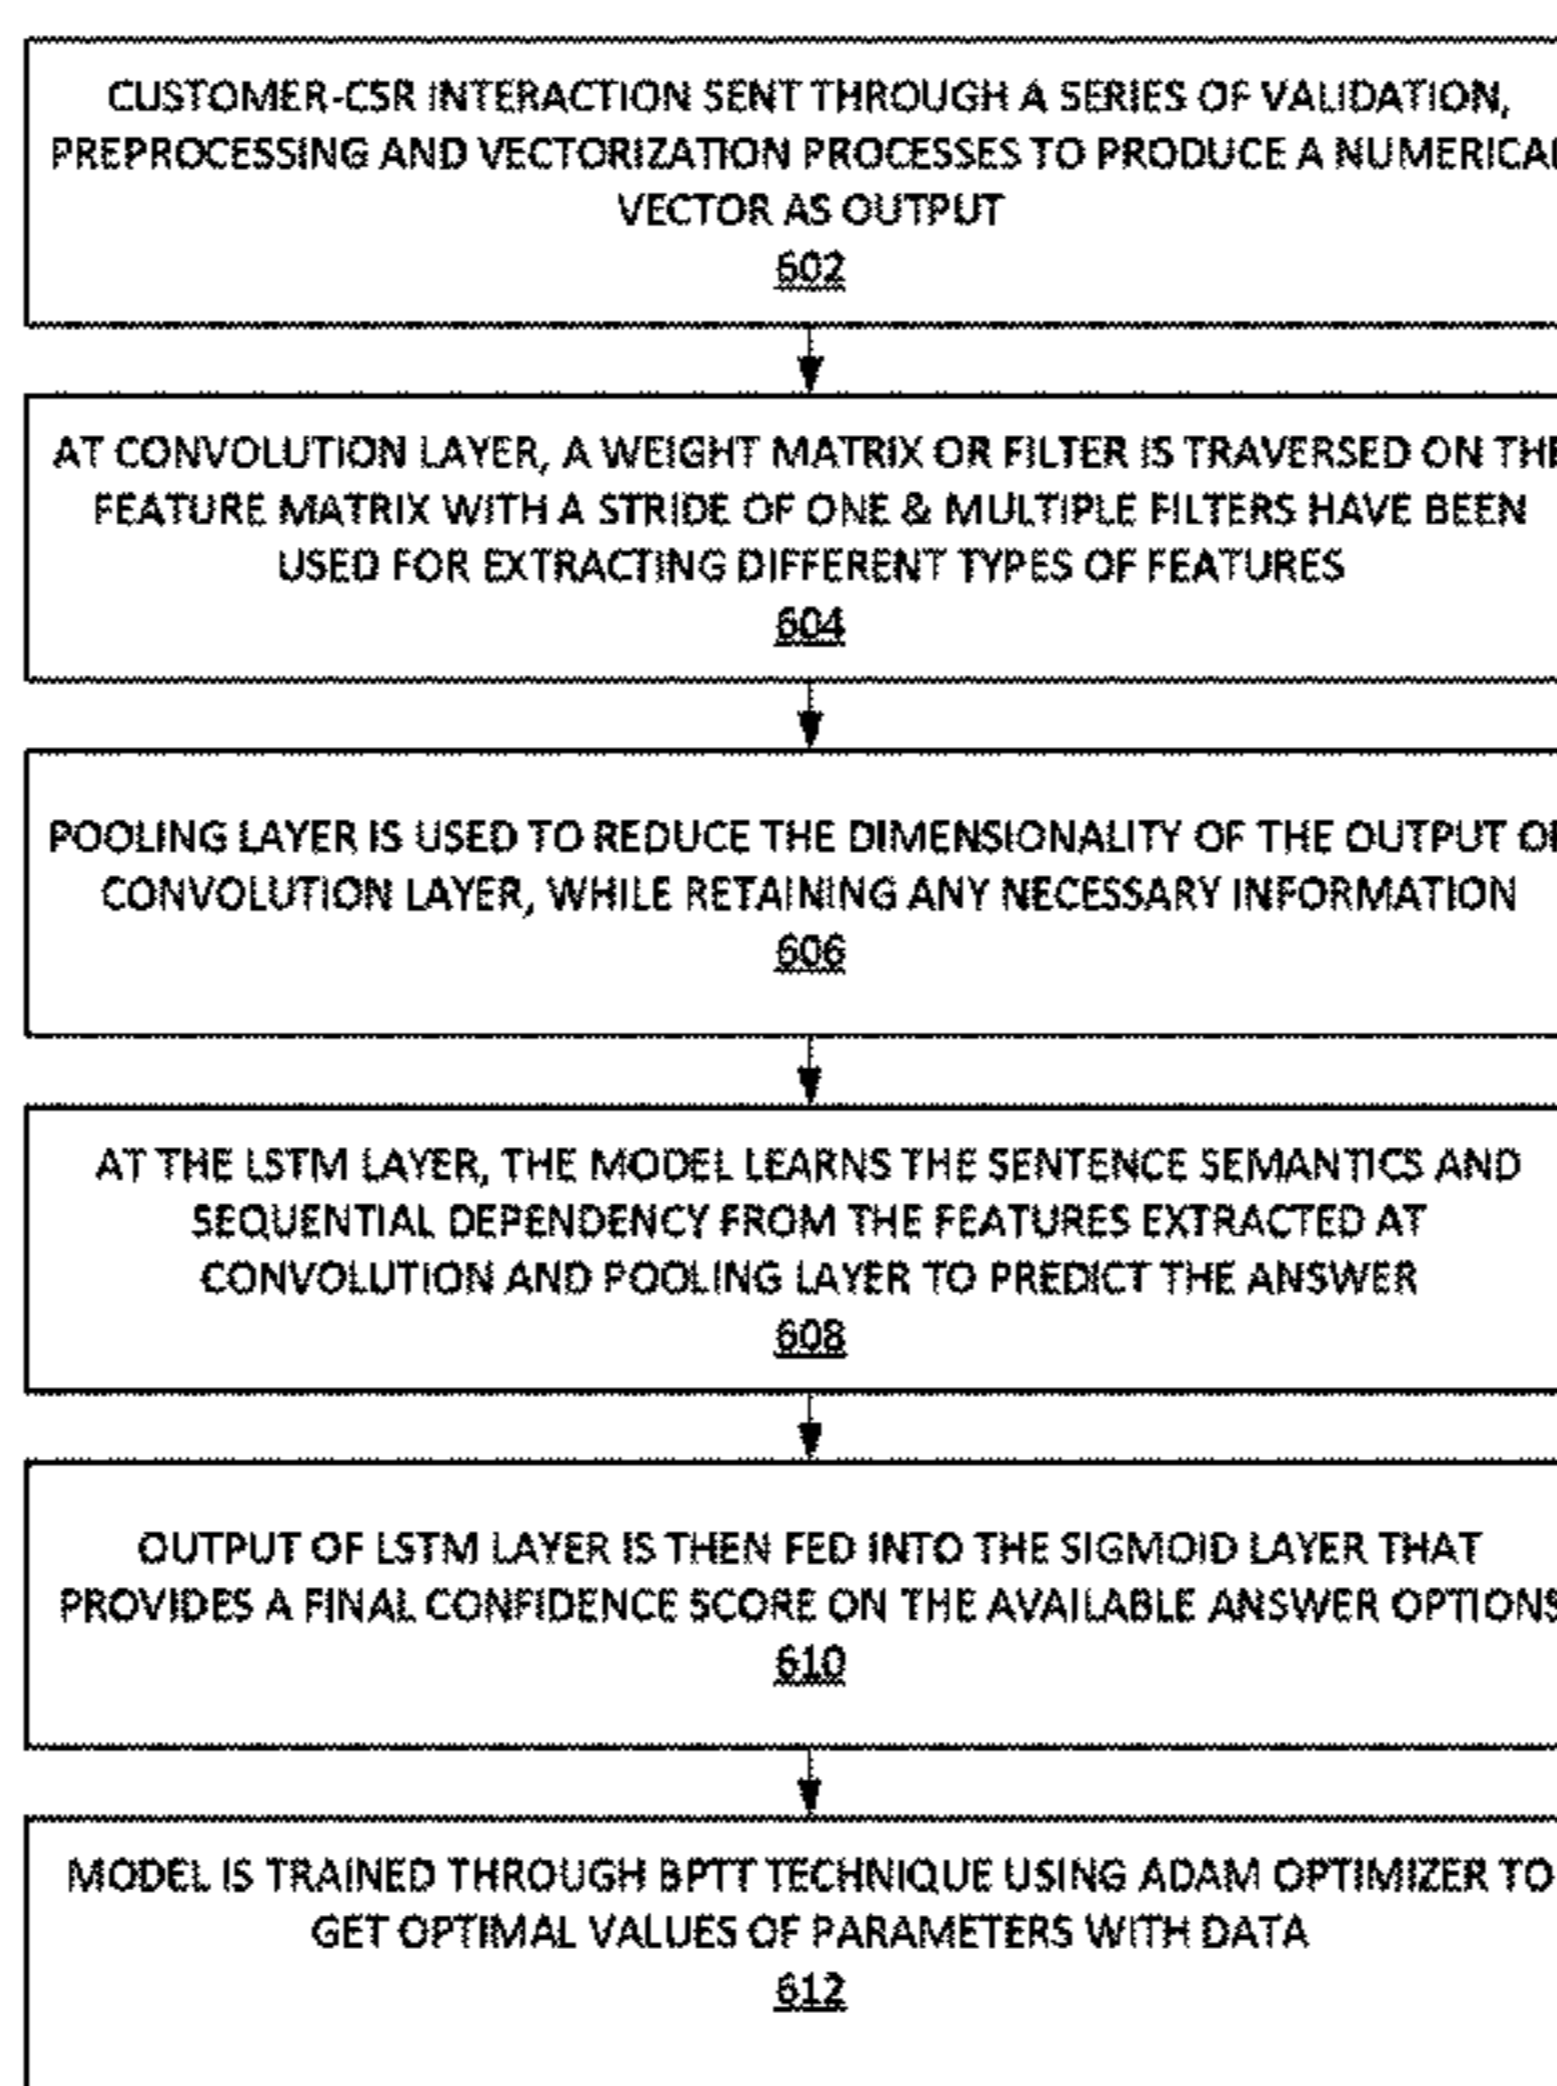 CUSTOMER-CSR INTERACTION SENT THROUGH A SERIES OF VALIDATION,
PREPROCESSING AND VECTORIZATION PROCESSES TO PRODUCE A NUMERICAL
VECTOR AS OUTPUT
602
AT CONVOLUTION LAYER, A WEIGHT MATRIX OR FILTER IS TRAVERSED ON THE
FEATURE MATRIX WITH A STRIDE OF ONE & MULTIPLE FILTERS HAVE BEEN
USED FOR EXTRACTING DIFFERENT TYPES OF FEATURES
604
POOLING LAYER IS USED TO REDUCE THE DIMENSIONALITY OF THE OUTPUT OF
CONVOLUTION LAYER, WHILE RETAINING ANY NECESSARY INFORMATION
606
AT THE LSTM LAYER, THE MODEL LEARNS THE SENTENCE SEMANTICS AND
SEQUENTIAL DEPENDENCY FROM THE FEATURES EXTRACTED AT
CONVOLUTION AND POOLING LAYER TO PREDICT THE ANSWER
608
OUTPUT OF LSTM LAYER IS THEN FED INTO THE SIGMOID LAYER THAT
PROVIDES A FINAL CONFIDENCE SCORE ON THE AVAILABLE ANSWER OPTIONS
610
MODEL IS TRAINED THROUGH BPTT TECHNIQUE USING ADAM OPTIMIZER TO
GET OPTIMAL VALUES OF PARAMETERS WITH DATA
612